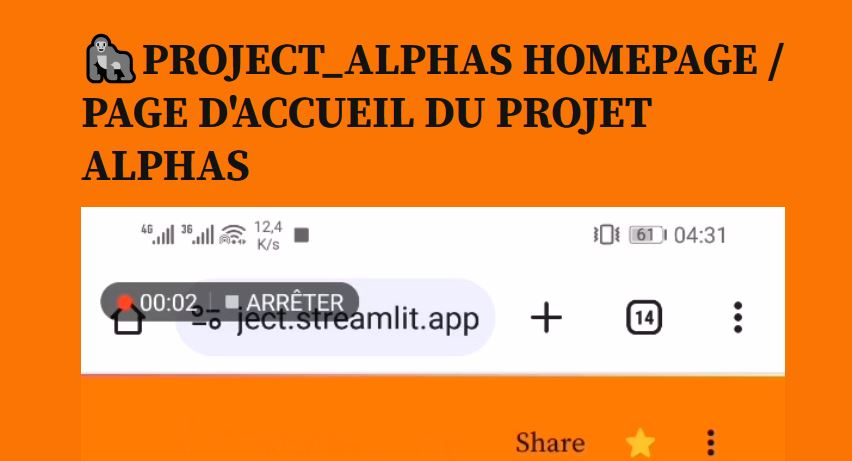 PROJECT_ALPHAS HOMEPAGE /
PAGE D'ACCUEIL DU PROJET
ALPHAS
4G 3G 12,4 K/s 61 04:31
00:02 ARRÊTER
ject.streamlit.app 14
Share